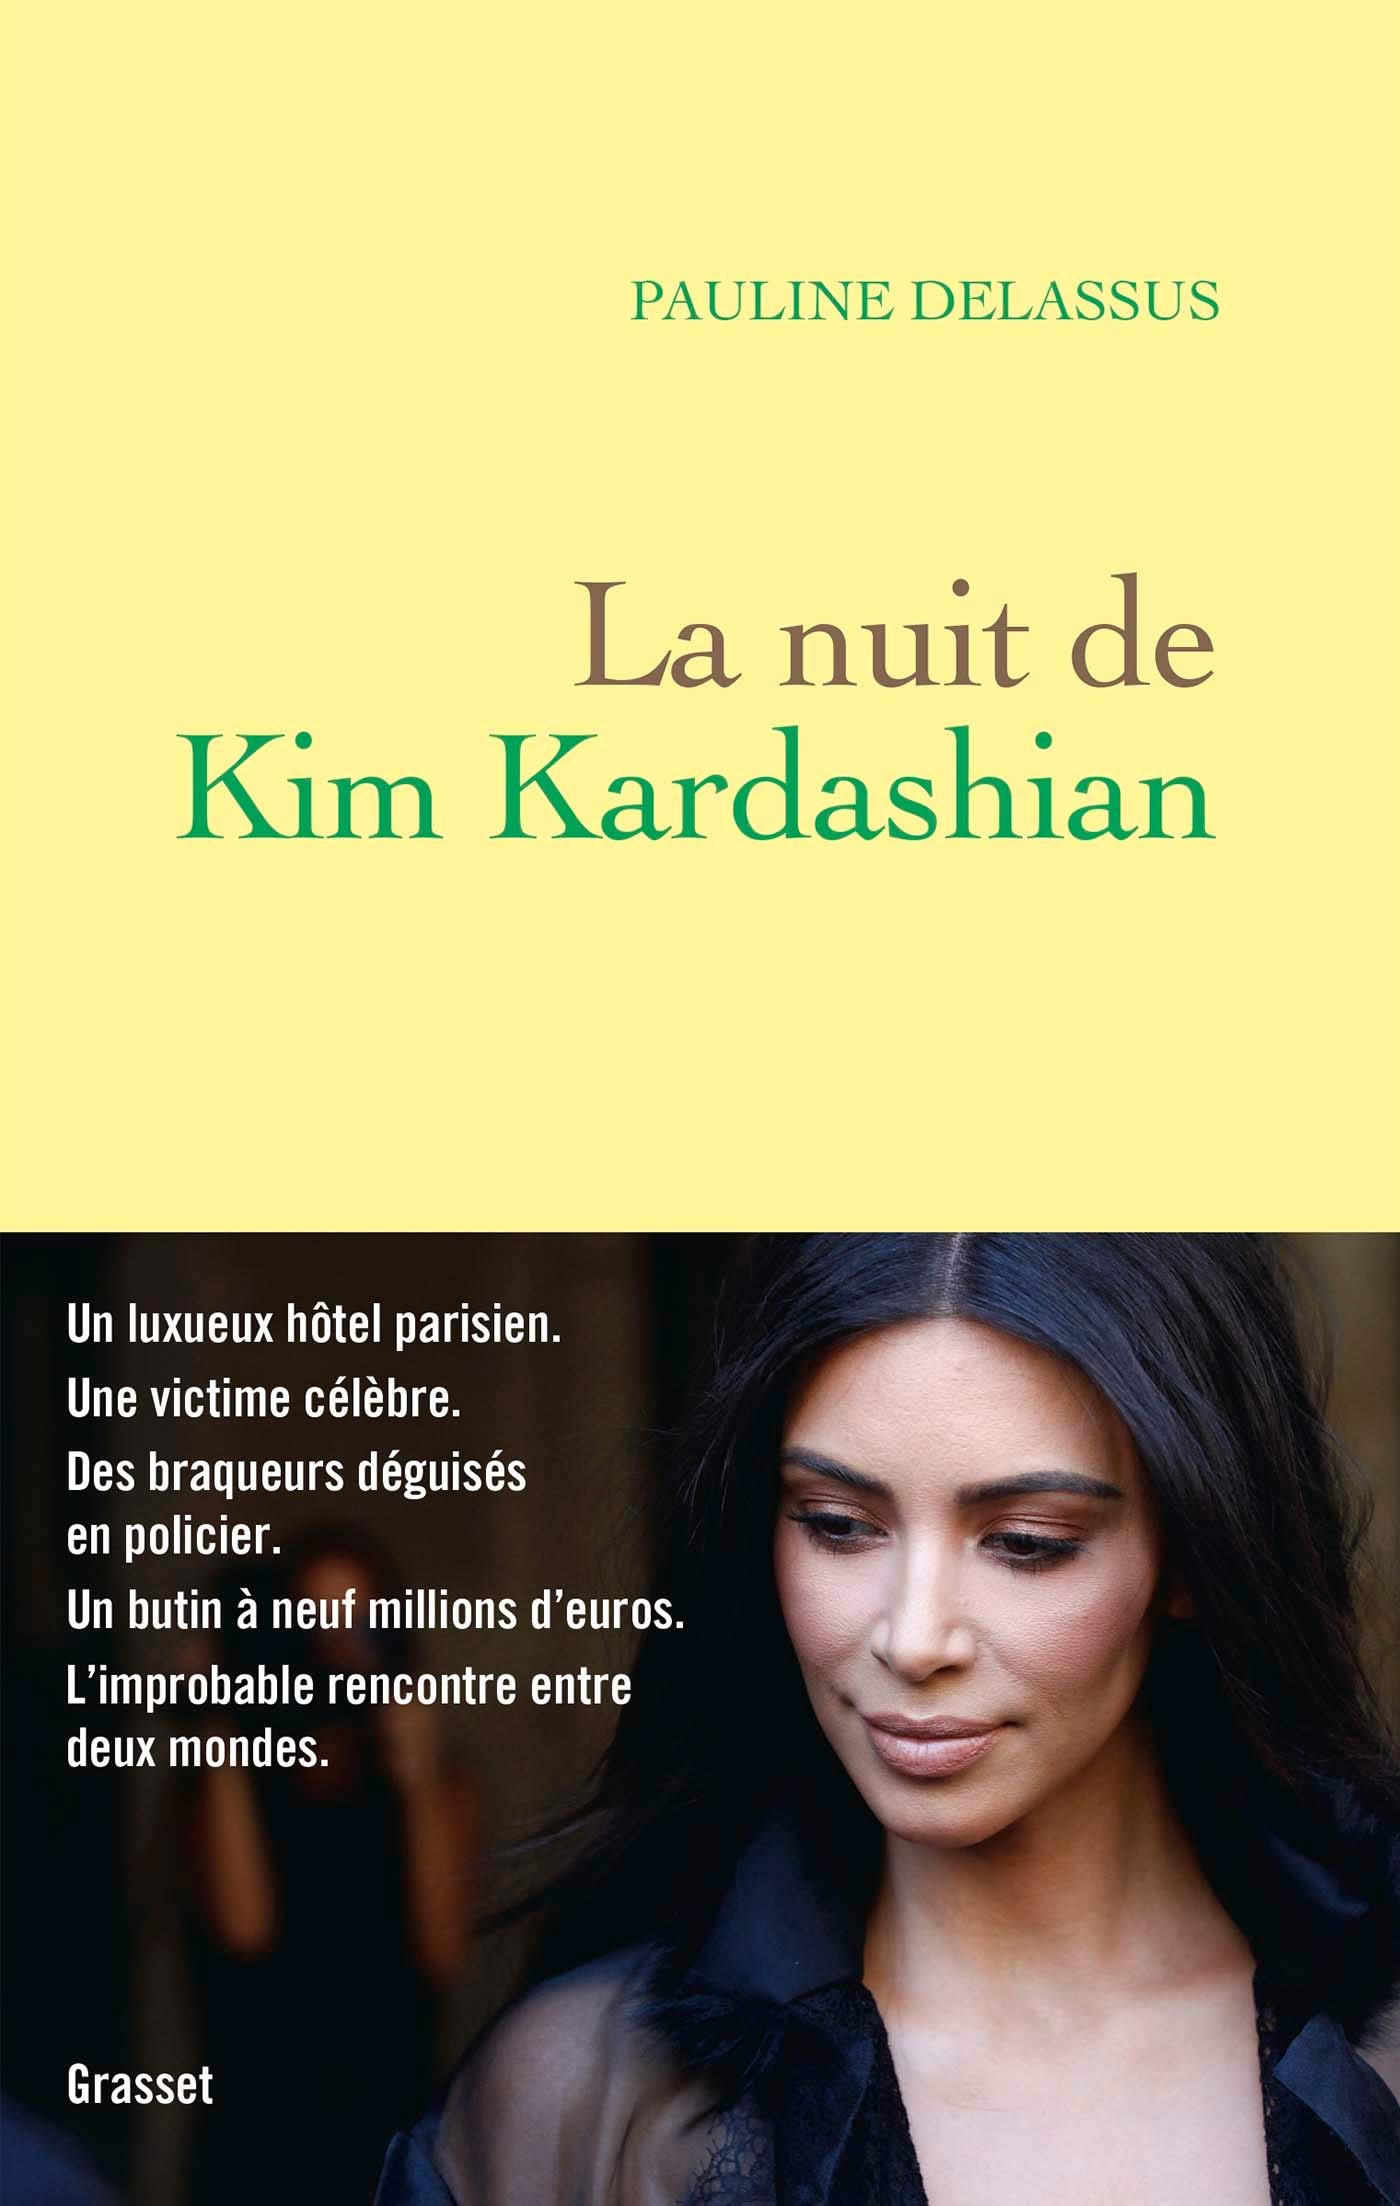 PAULINE DELASSUS
La nuit de
Kim Kardashian
Un luxueux hôtel parisien.
Une victime célèbre.
Des braqueurs déguisés
en policier.
Un butin à neuf millions d’euros.
L’improbable rencontre entre
deux mondes.
Grasset